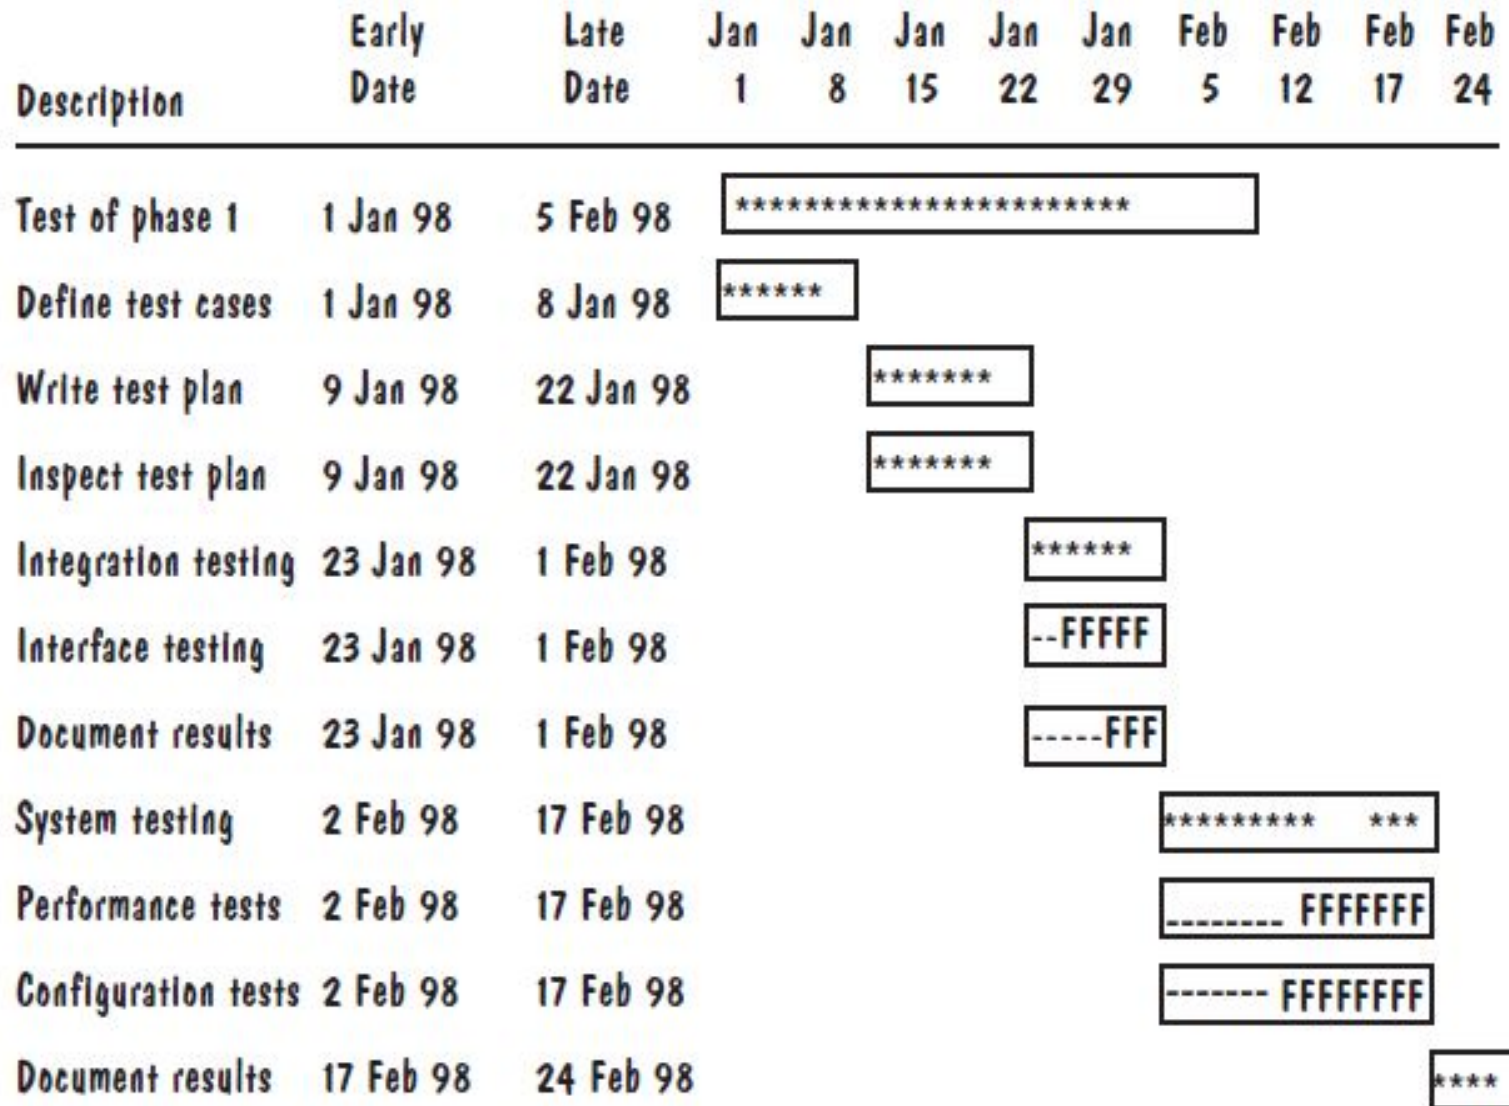 Early Late Jan Jan Jan Jan Jan Feb Feb Feb Feb
Description Date Date 1 8 15 22 29 5 12 17 24
Test of phase 1 1 Jan 98 5 Feb 98 ***********************
Define test cases 1 Jan 98 8 Jan 98 ******
Write test plan 9 Jan 98 22 Jan 98 *******
Inspect test plan 9 Jan 98 22 Jan 98 *******
Integration testing 23 Jan 98 1 Feb 98 ******
Interface testing 23 Jan 98 1 Feb 98 --FFFFF
Document results 23 Jan 98 1 Feb 98 -----FFF
System testing 2 Feb 98 17 Feb 98 ********* ***
Performance tests 2 Feb 98 17 Feb 98 -------- FFFFFFF
Configuration tests 2 Feb 98 17 Feb 98 ------- FFFFFFFF
Document results 17 Feb 98 24 Feb 98 ****